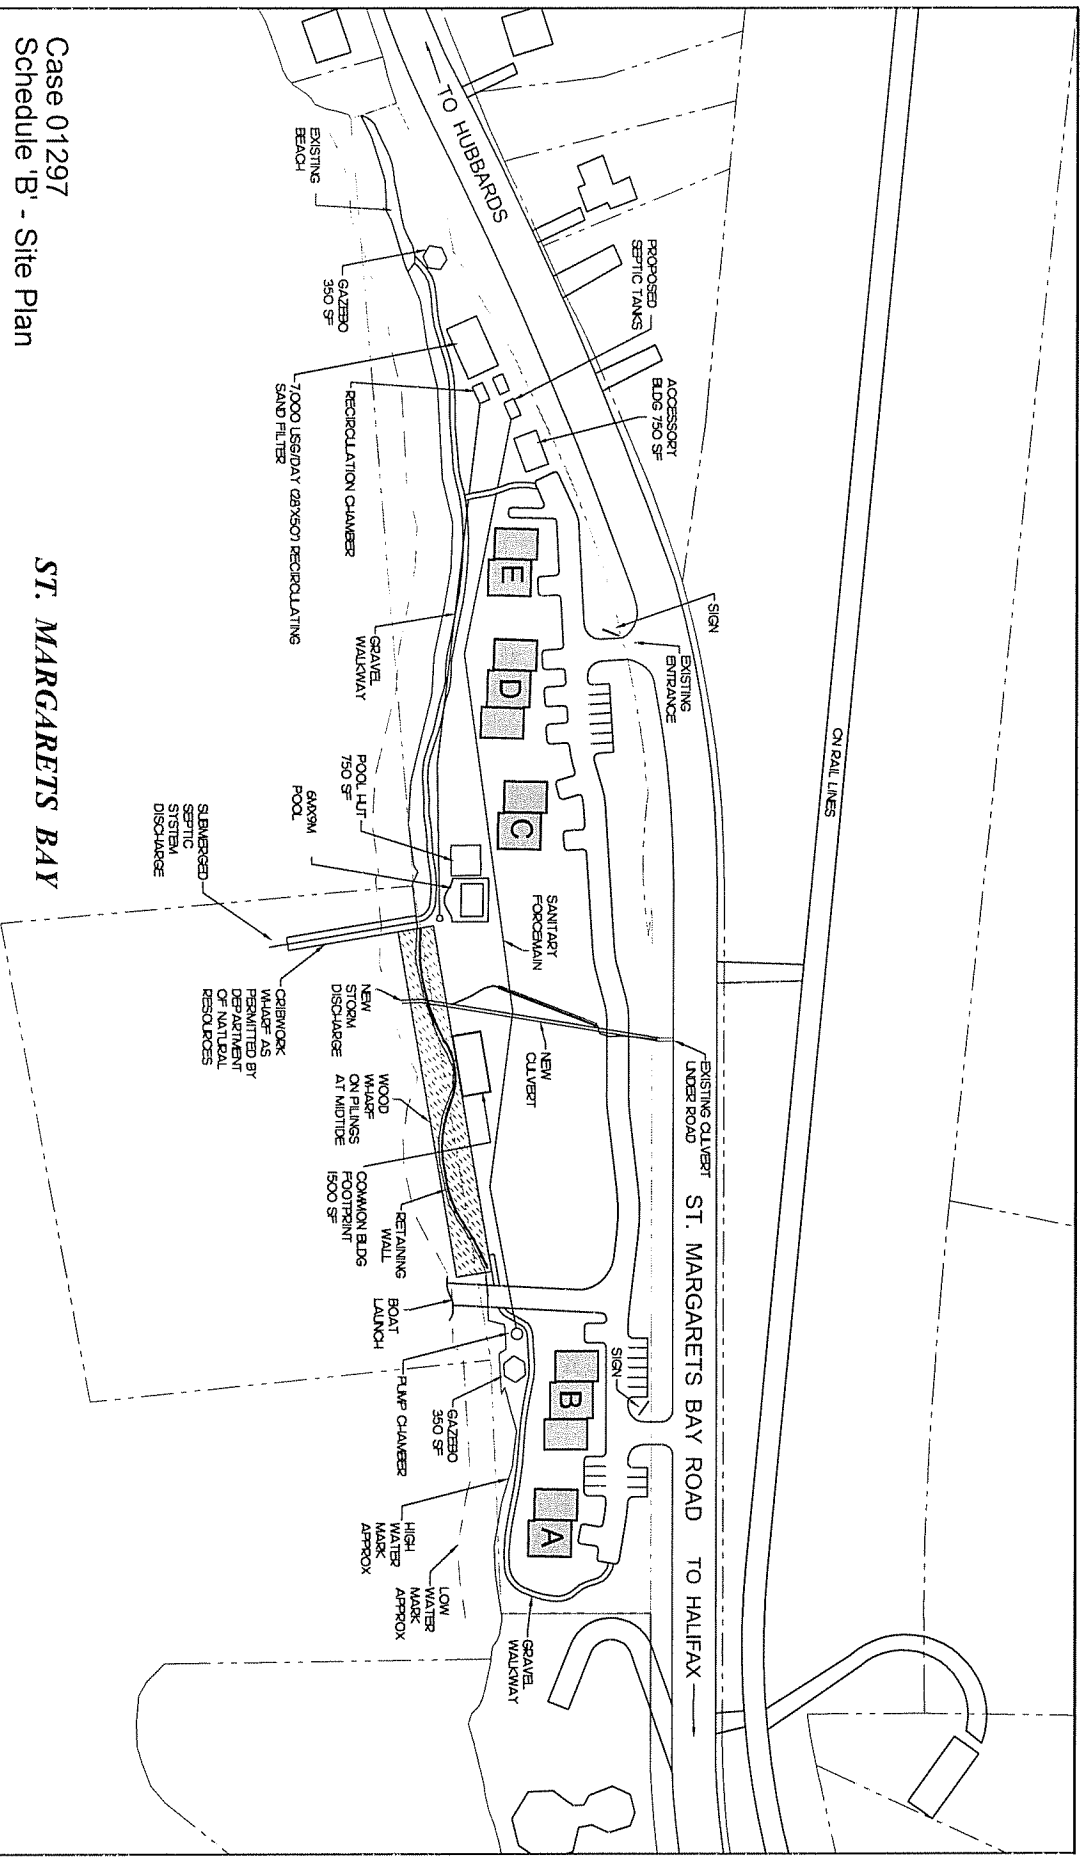 CN RAIL LINES
TO HUBBARDS
PROPOSED
SEPTIC TANKS
ACCESSORY
BLDG 750 SF
SIGN
EXISTING
ENTRANCE
EXISTING CULVERT
UNDER ROAD
ST. MARGARETS BAY ROAD
TO HALIFAX
SIGN
E
D
C
B
A
SANITARY
FORCEMAIN
NEW
CULVERT
GRAVEL
WALKWAY
EXISTING
BEACH
GAZEBO
350 SF
RECIRCULATION CHAMBER
7,000 USG/DAY (28'X50') RECIRCULATING
SAND FILTER
GRAVEL
WALKWAY
POOL HUT
750 SF
6MX9M
POOL
SUBMERGED
SEPTIC
SYSTEM
DISCHARGE
CRIBWORK
WHARF AS
PERMITTED BY
DEPARTMENT
OF NATURAL
RESOURCES
NEW
STORM
DISCHARGE
WOOD
WHARF
ON PILINGS
AT MIDTIDE
COMMON BLDG
FOOTPRINT
1500 SF
RETAINING
WALL
BOAT
LAUNCH
PUMP CHAMBER
GAZEBO
350 SF
HIGH
WATER
MARK
APPROX
LOW
WATER
MARK
APPROX
ST. MARGARETS BAY
Case 01297
Schedule 'B' - Site Plan